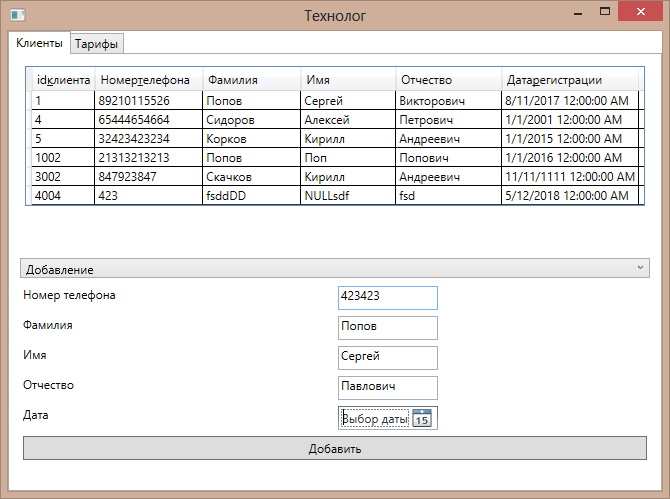 Технолог
Клиенты Тарифы
idклиента Номертелефона Фамилия Имя Отчество Датарегистрации
1 89210115526 Попов Сергей Викторович 8/11/2017 12:00:00 AM
4 65444654664 Сидоров Алексей Петрович 1/1/2001 12:00:00 AM
5 32423423234 Корков Кирилл Андреевич 1/1/2015 12:00:00 AM
1002 21313213213 Попов Поп Попович 1/1/2016 12:00:00 AM
3002 847923847 Скачков Кирилл Андреевич 11/11/1111 12:00:00 AM
4004 423 fsddDD NULLsdf fsd 5/12/2018 12:00:00 AM
Добавление
Номер телефона 423423
Фамилия Попов
Имя Сергей
Отчество Павлович
Дата Выбор даты 15
Добавить